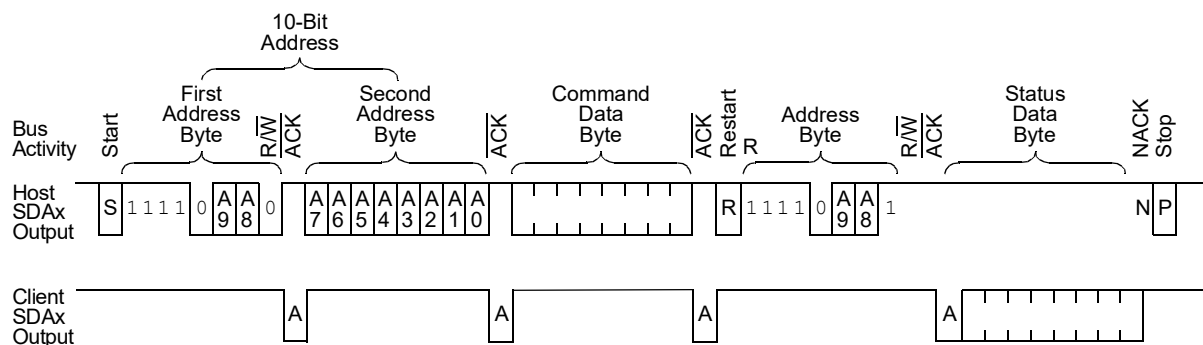 10-Bit
Address
First
Address
Byte
Second
Address
Byte
Command
Data
Byte
Address
Byte
Status
Data
Byte
Bus
Activity
Start
R/W
ACK
ACK
ACK
Restart
R
R/W
ACK
NACK
Stop
Host
SDAx
Output
S 1 1 1 1 0 A9 A8 0 A7 A6 A5 A4 A3 A2 A1 A0 R 1 1 1 1 0 A9 A8 1 N P
Client
SDAx
Output
A A A A